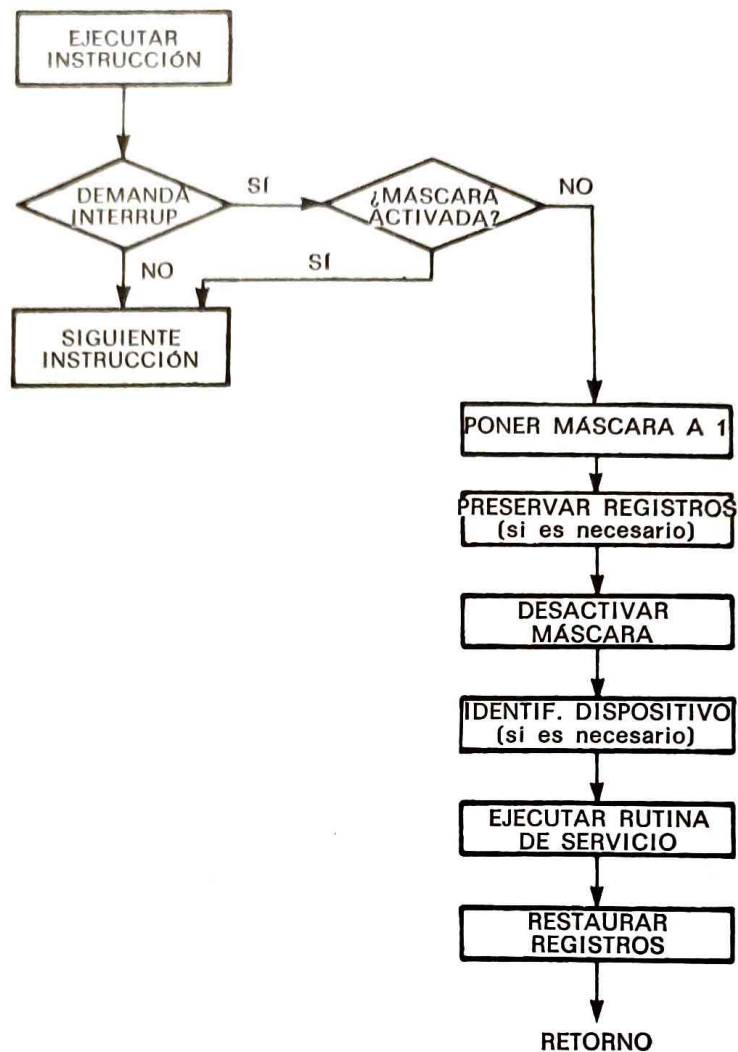 EJECUTAR
INSTRUCCIÓN
DEMANDA
INTERRUP
SÍ
¿MÁSCARA
ACTIVADA?
NO
NO
SÍ
SIGUIENTE
INSTRUCCIÓN
PONER MÁSCARA A 1
PRESERVAR REGISTROS
(si es necesario)
DESACTIVAR
MÁSCARA
IDENTIF. DISPOSITIVO
(si es necesario)
EJECUTAR RUTINA
DE SERVICIO
RESTAURAR
REGISTROS
RETORNO